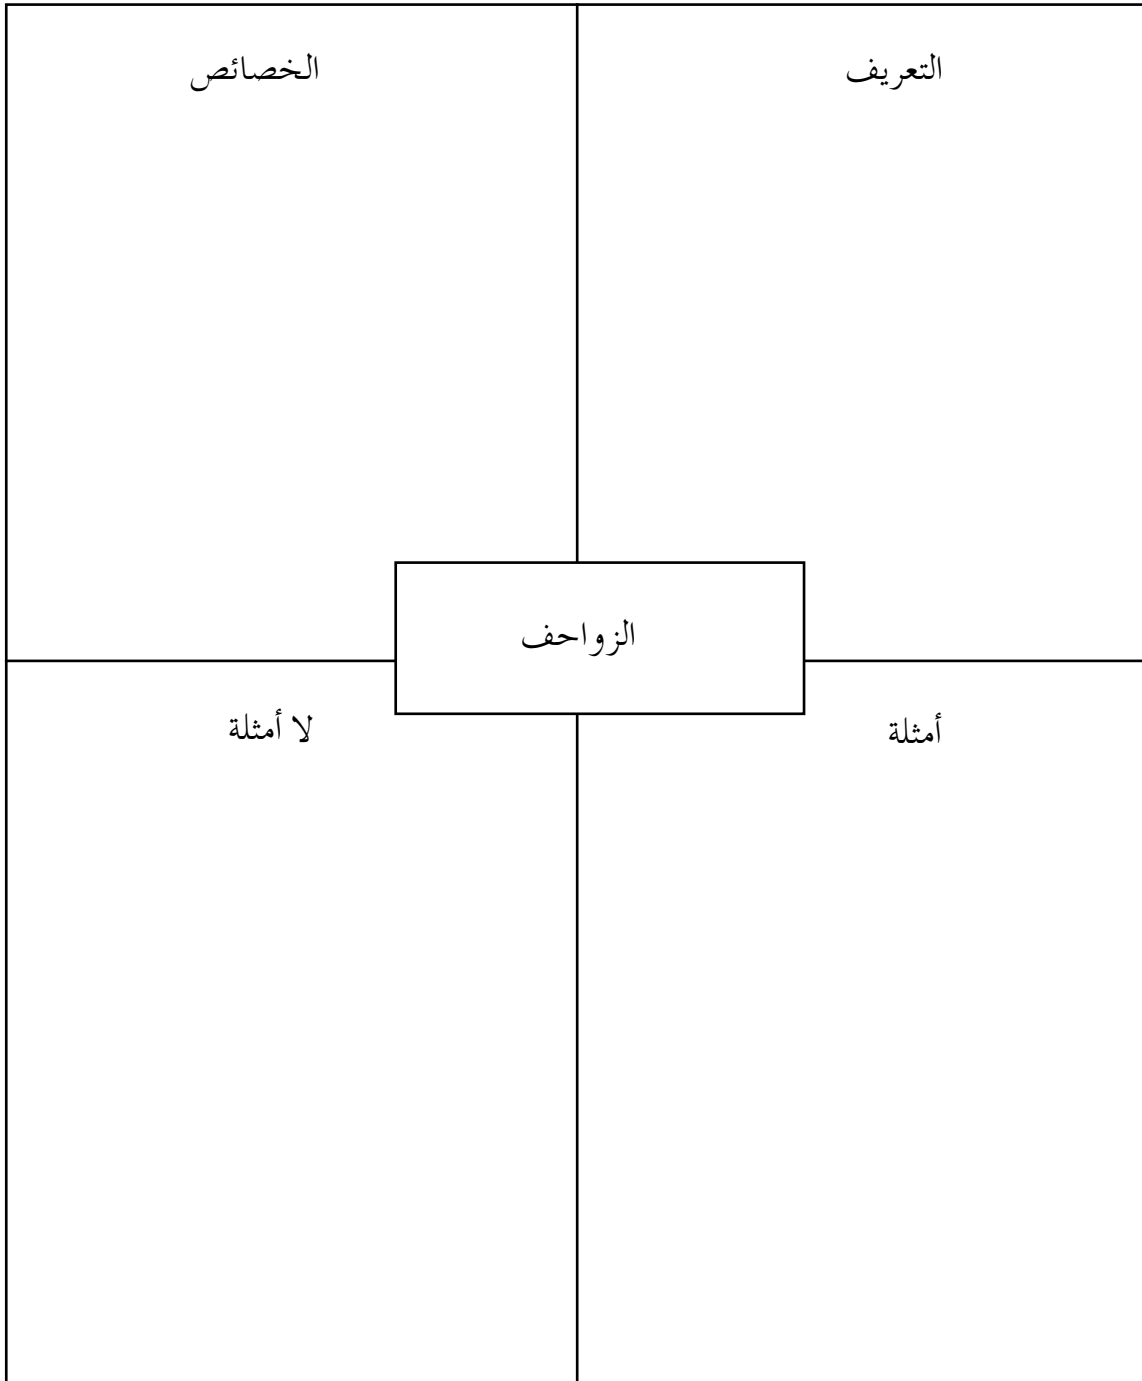 التعريف
الخصائص
الزواحف
أمثلة
لا أمثلة